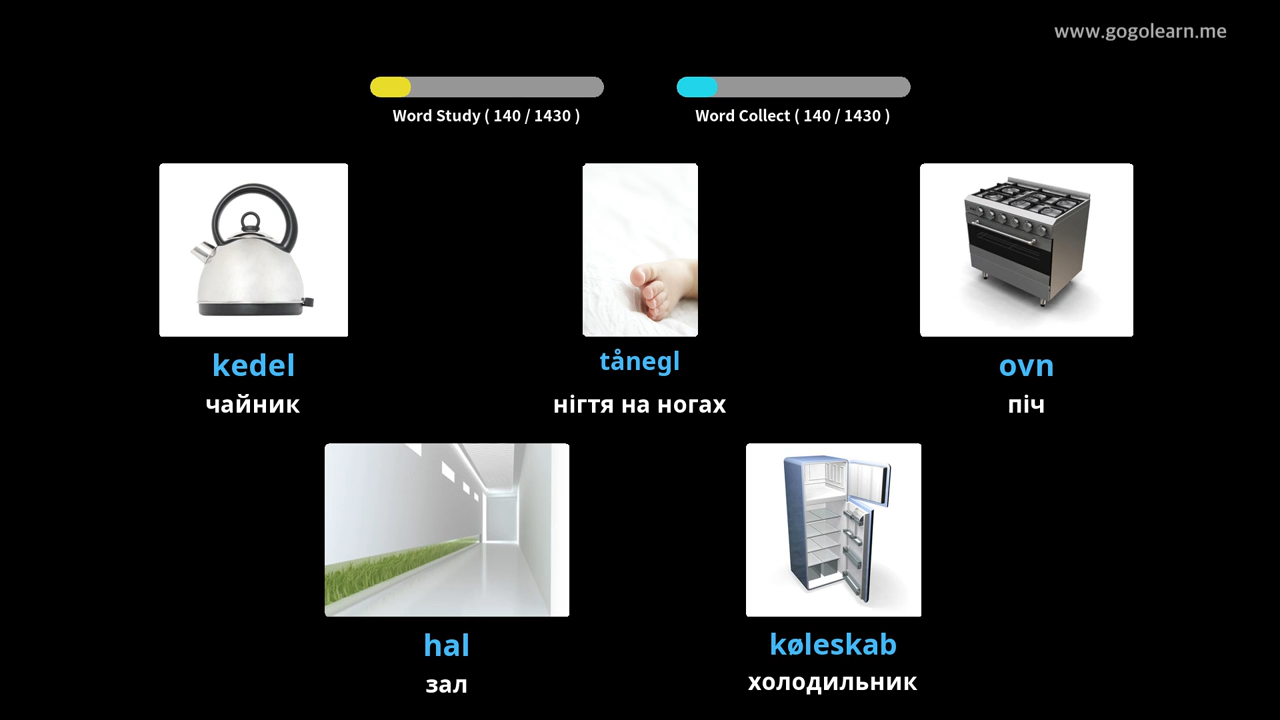 www.gogolearn.me
Word Study ( 140 / 1430 )
Word Collect ( 140 / 1430 )
kedel
чайник
tånegl
нігтя на ногах
ovn
піч
hal
зал
køleskab
холодильник